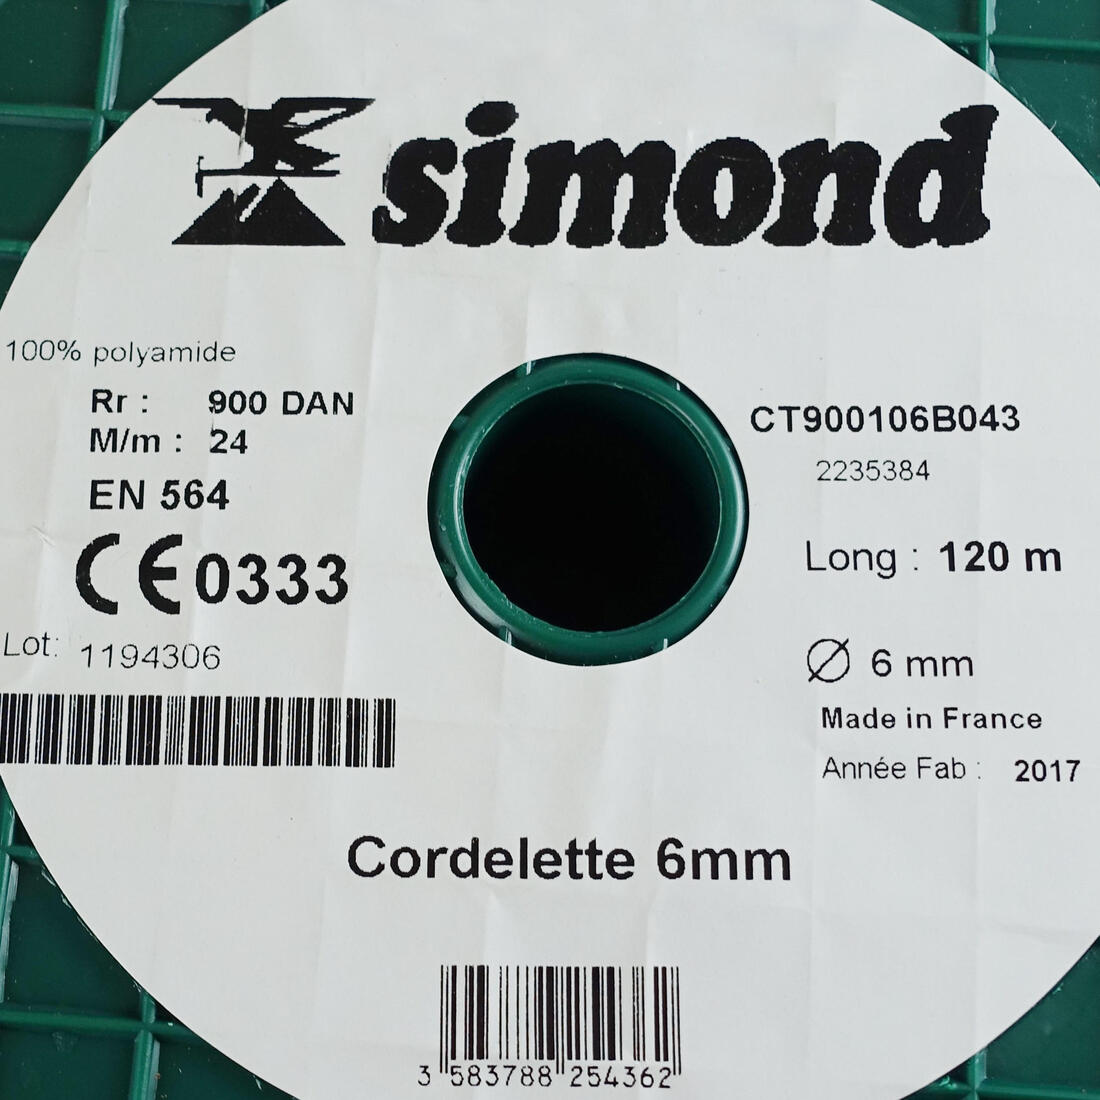 simond
100% polyamide
Rr : 900 DAN
M/m : 24
EN 564
CE 0333
Lot: 1194306
CT900106B043
2235384
Long : 120 m
Ø 6 mm
Made in France
Année Fab : 2017
Cordelette 6mm
3 583788 254362